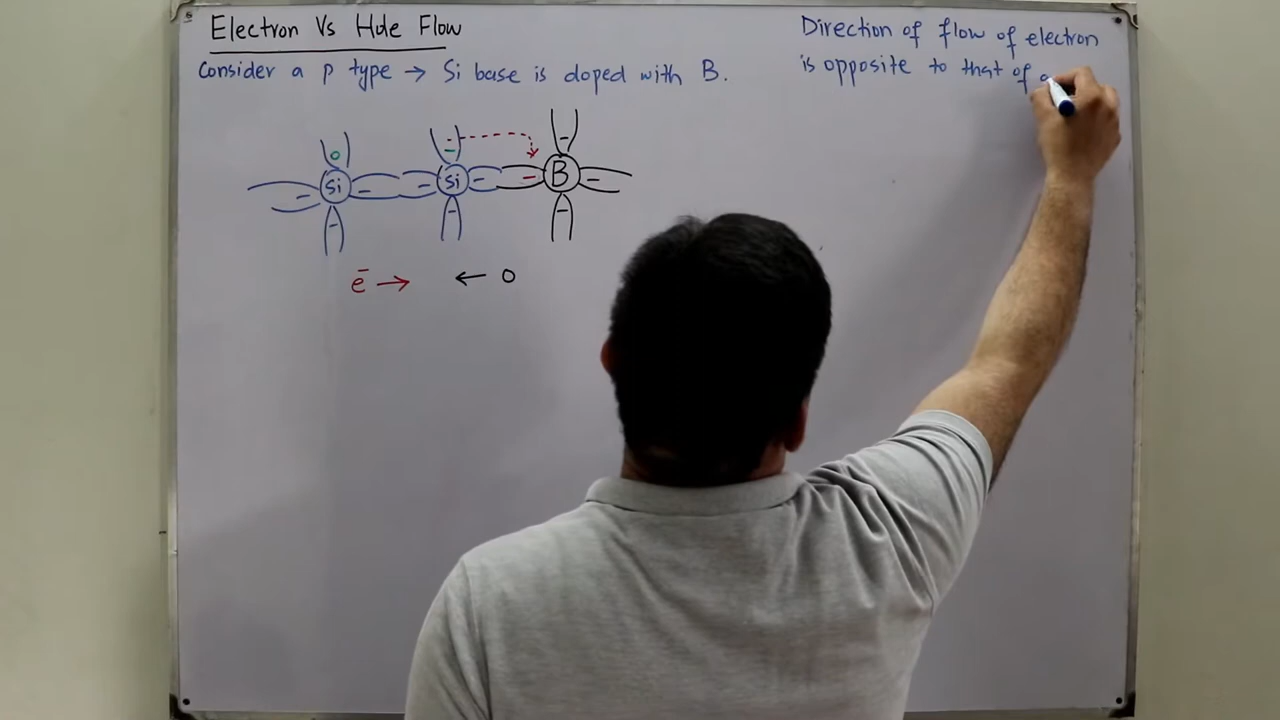 Electron Vs Hole Flow
Consider a P type → Si base is doped with B.
Direction of flow of electron
is opposite to that of
Si
Si
B
e⁻ →
← o